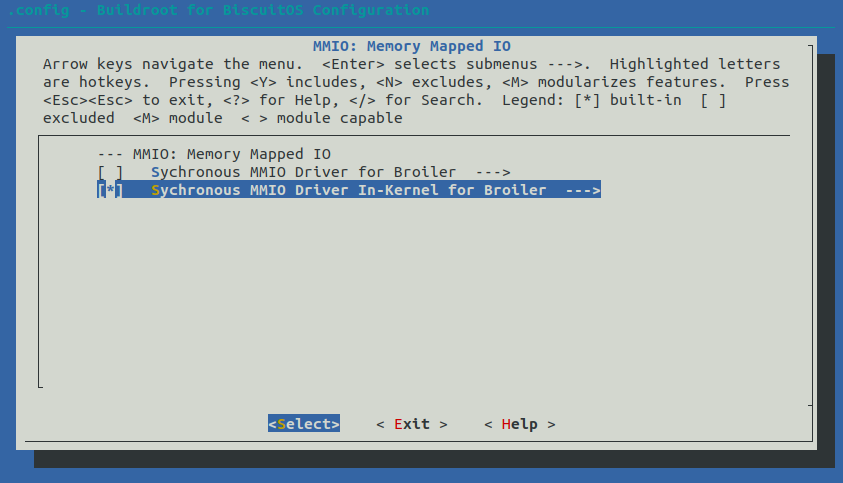 .config - Buildroot for BiscuitOS Configuration
MMIO: Memory Mapped IO
Arrow keys navigate the menu.  <Enter> selects submenus --->.  Highlighted letters
are hotkeys.  Pressing <Y> includes, <N> excludes, <M> modularizes features.  Press
<Esc><Esc> to exit, <?> for Help, </> for Search.  Legend: [*] built-in  [ ]
excluded  <M> module  < > module capable
--- MMIO: Memory Mapped IO
[ ]   Sychronous MMIO Driver for Broiler  --->
[*]   Sychronous MMIO Driver In-Kernel for Broiler  --->
<Select>    < Exit >    < Help >